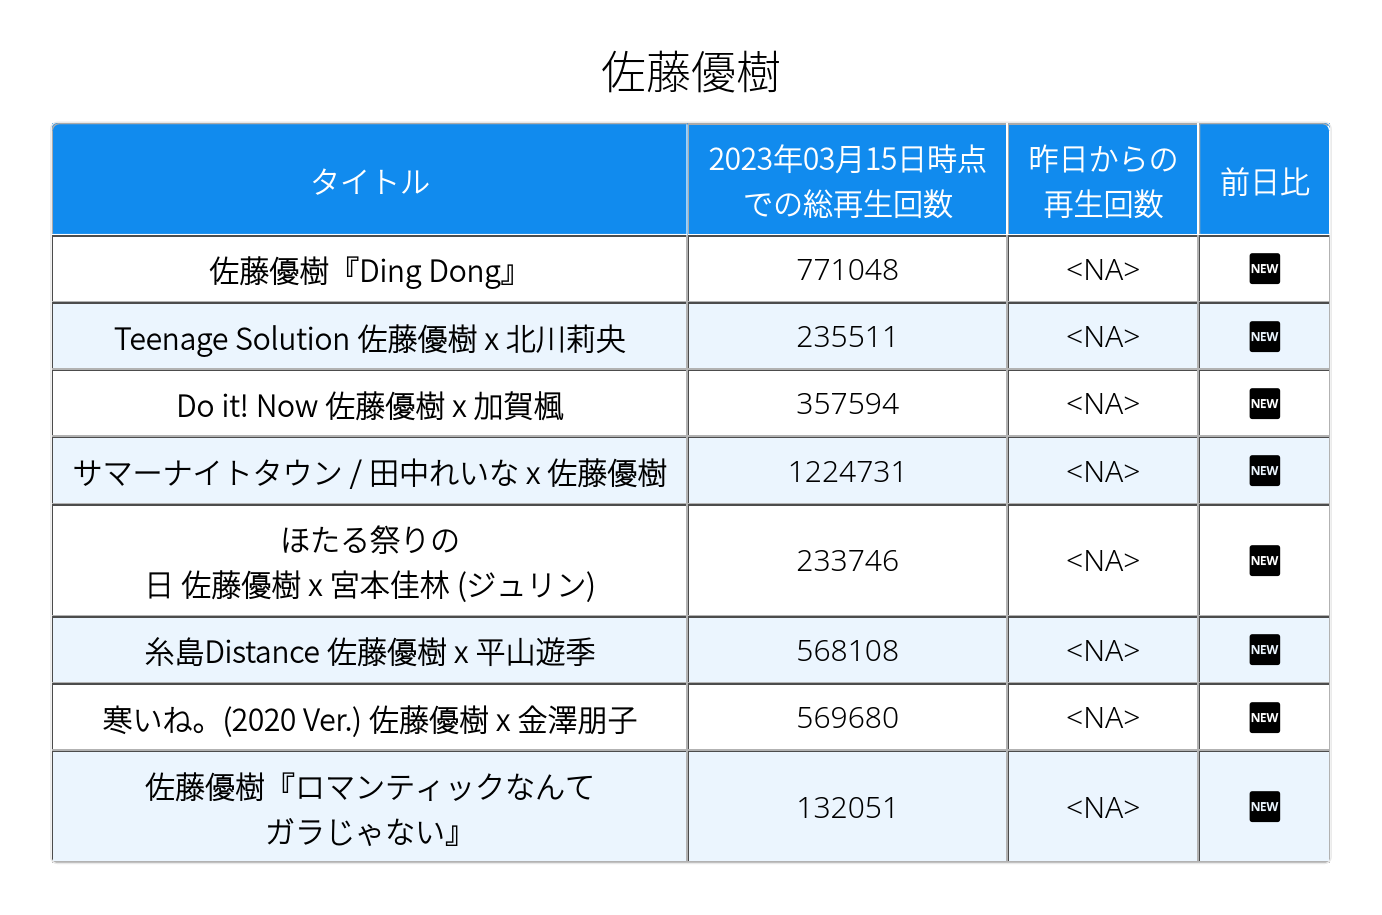 佐藤優樹
タイトル
2023年03月15日時点
での総再生回数
昨日からの
再生回数
前日比
佐藤優樹『Ding Dong』
771048
<NA>
NEW
Teenage Solution 佐藤優樹 x 北川莉央
235511
<NA>
NEW
Do it! Now 佐藤優樹 x 加賀楓
357594
<NA>
NEW
サマーナイトタウン / 田中れいな x 佐藤優樹
1224731
<NA>
NEW
ほたる祭りの
日 佐藤優樹 x 宮本佳林 (ジュリン)
233746
<NA>
NEW
糸島Distance 佐藤優樹 x 平山遊季
568108
<NA>
NEW
寒いね。(2020 Ver.) 佐藤優樹 x 金澤朋子
569680
<NA>
NEW
佐藤優樹『ロマンティックなんて
ガラじゃない』
132051
<NA>
NEW